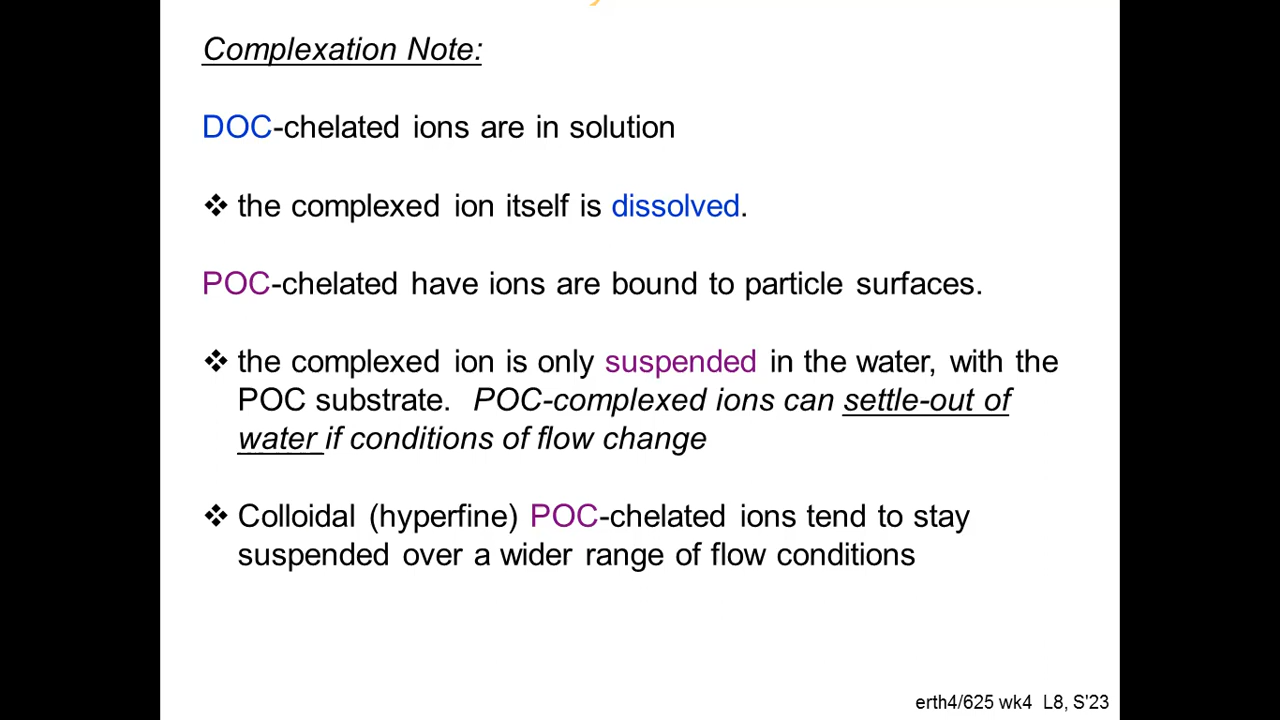 Complexation Note:
DOC-chelated ions are in solution
❖ the complexed ion itself is dissolved.
POC-chelated have ions are bound to particle surfaces.
❖ the complexed ion is only suspended in the water, with the
POC substrate. POC-complexed ions can settle-out of
water if conditions of flow change
❖ Colloidal (hyperfine) POC-chelated ions tend to stay
suspended over a wider range of flow conditions
erth4/625 wk4 L8, S'23